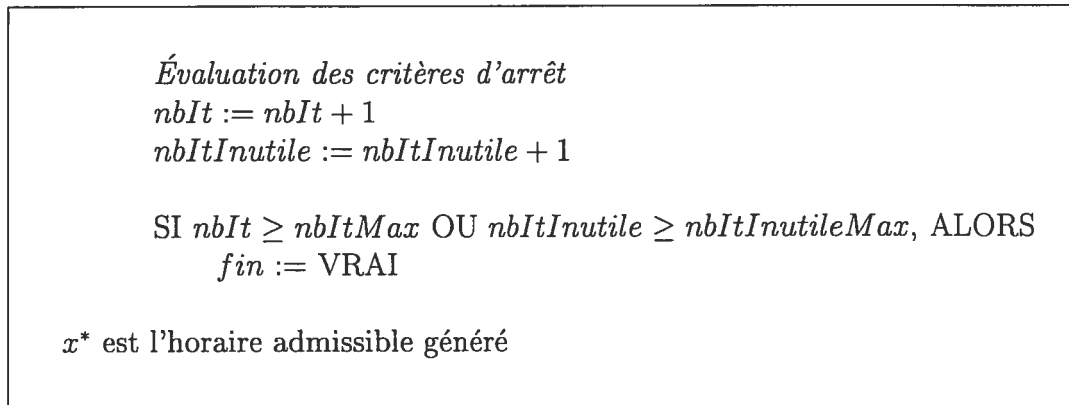 Évaluation des critères d'arrêt
nbIt := nbIt + 1
nbItInutile := nbItInutile + 1
SI nbIt ≥ nbItMax OU nbItInutile ≥ nbItInutileMax, ALORS
fin := VRAI
x* est l'horaire admissible généré